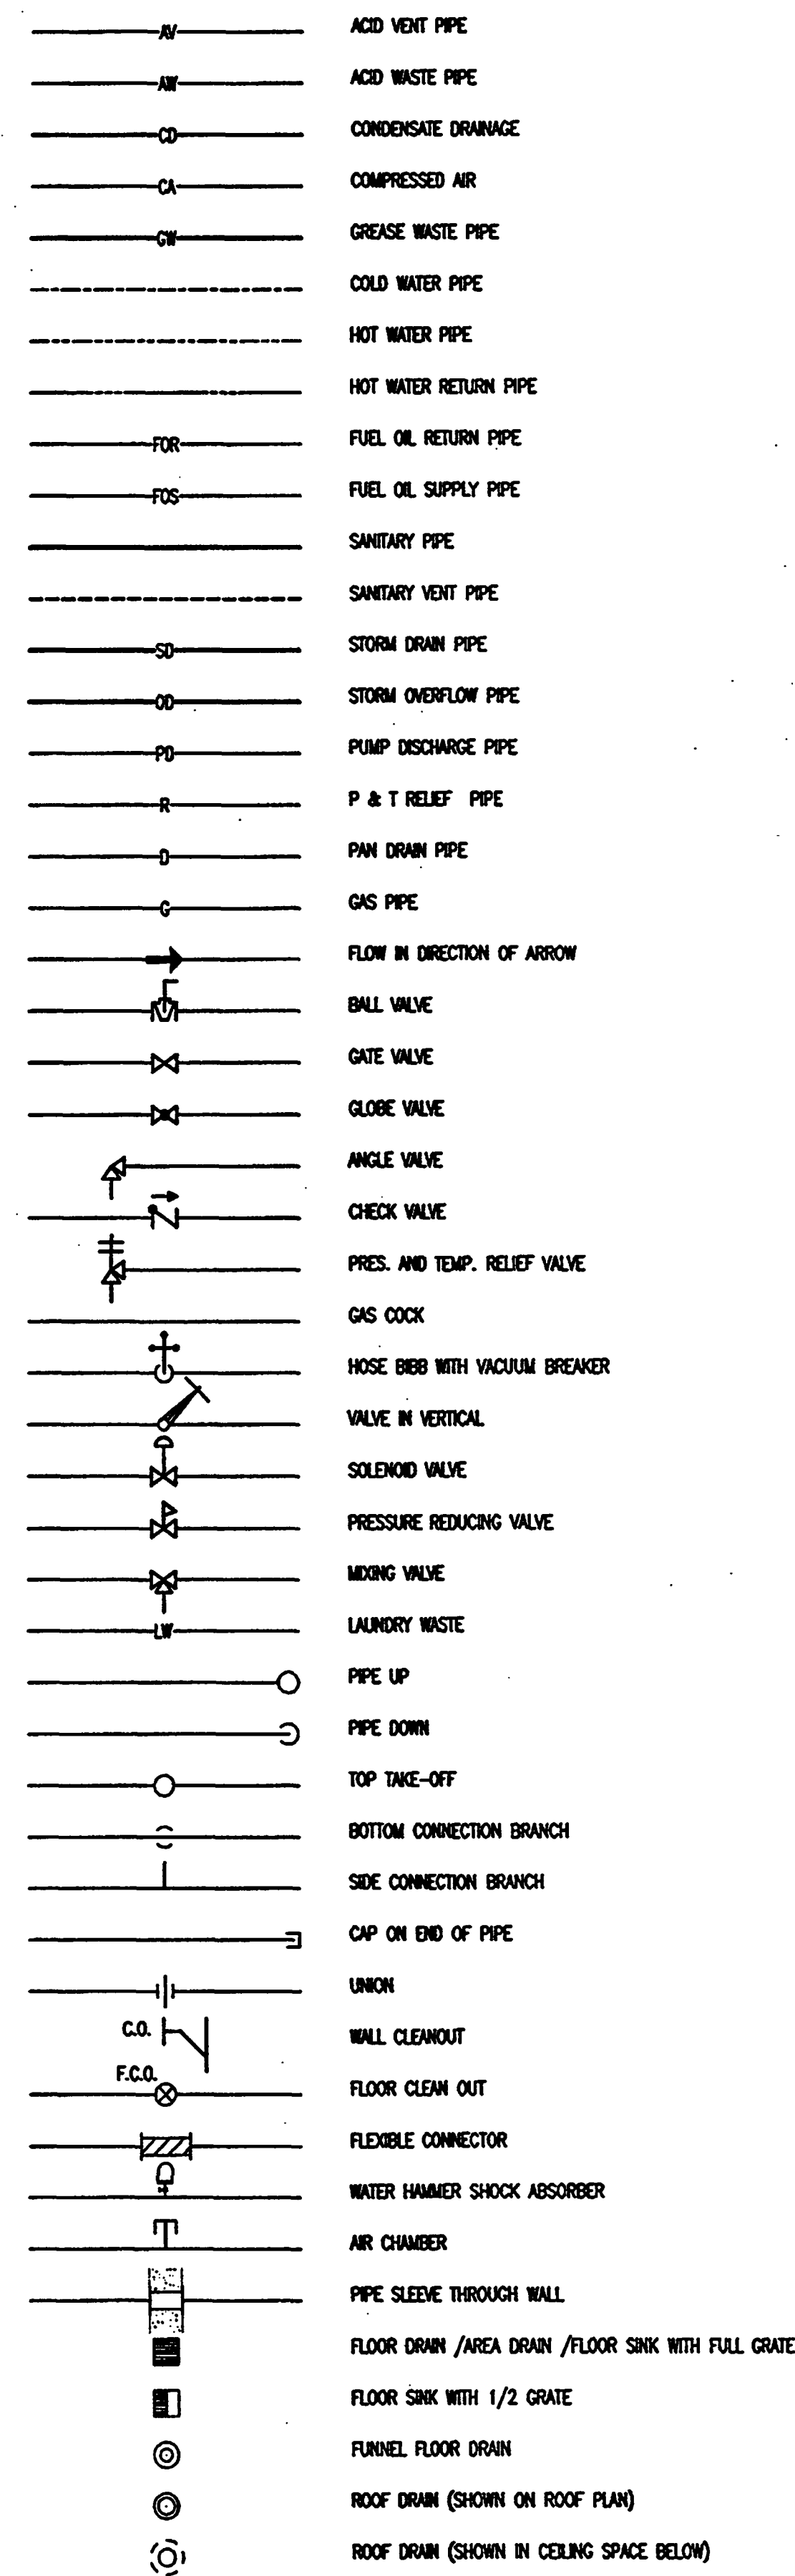 AV ACID VENT PIPE
AW ACID WASTE PIPE
CD CONDENSATE DRAINAGE
CA COMPRESSED AIR
GW GREASE WASTE PIPE
COLD WATER PIPE
HOT WATER PIPE
HOT WATER RETURN PIPE
FOR FUEL OIL RETURN PIPE
FOS FUEL OIL SUPPLY PIPE
SANITARY PIPE
SANITARY VENT PIPE
SD STORM DRAIN PIPE
OD STORM OVERFLOW PIPE
PD PUMP DISCHARGE PIPE
R P & T RELIEF PIPE
D PAN DRAIN PIPE
G GAS PIPE
FLOW IN DIRECTION OF ARROW
BALL VALVE
GATE VALVE
GLOBE VALVE
ANGLE VALVE
CHECK VALVE
PRES. AND TEMP. RELIEF VALVE
GAS COCK
HOSE BIBB WITH VACUUM BREAKER
VALVE IN VERTICAL
SOLENOID VALVE
PRESSURE REDUCING VALVE
MIXING VALVE
LW LAUNDRY WASTE
PIPE UP
PIPE DOWN
TOP TAKE-OFF
BOTTOM CONNECTION BRANCH
SIDE CONNECTION BRANCH
CAP ON END OF PIPE
UNION
C.O. WALL CLEANOUT
F.C.O. FLOOR CLEAN OUT
FLEXIBLE CONNECTOR
WATER HAMMER SHOCK ABSORBER
AIR CHAMBER
PIPE SLEEVE THROUGH WALL
FLOOR DRAIN /AREA DRAIN /FLOOR SINK WITH FULL GRATE
FLOOR SINK WITH 1/2 GRATE
FUNNEL FLOOR DRAIN
ROOF DRAIN (SHOWN ON ROOF PLAN)
ROOF DRAIN (SHOWN IN CEILING SPACE BELOW)